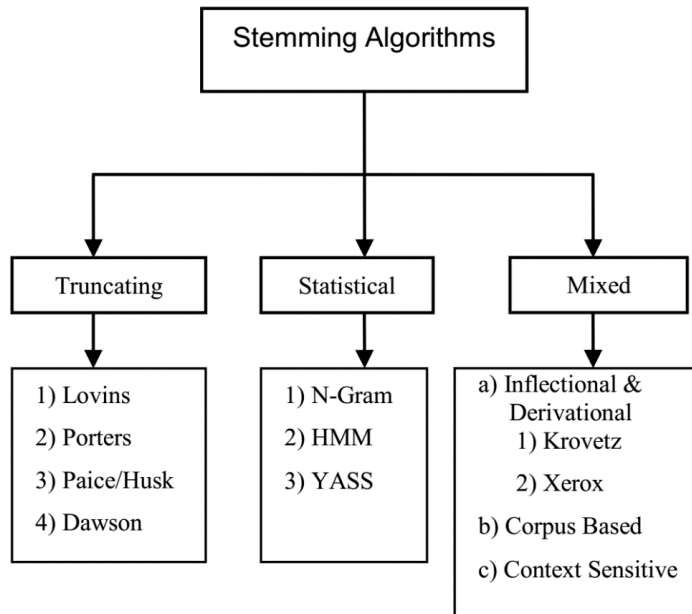 Stemming Algorithms
Truncating
Statistical
Mixed
1) Lovins
2) Porters
3) Paice/Husk
4) Dawson
1) N-Gram
2) HMM
3) YASS
a) Inflectional &
Derivational
1) Krovetz
2) Xerox
b) Corpus Based
c) Context Sensitive